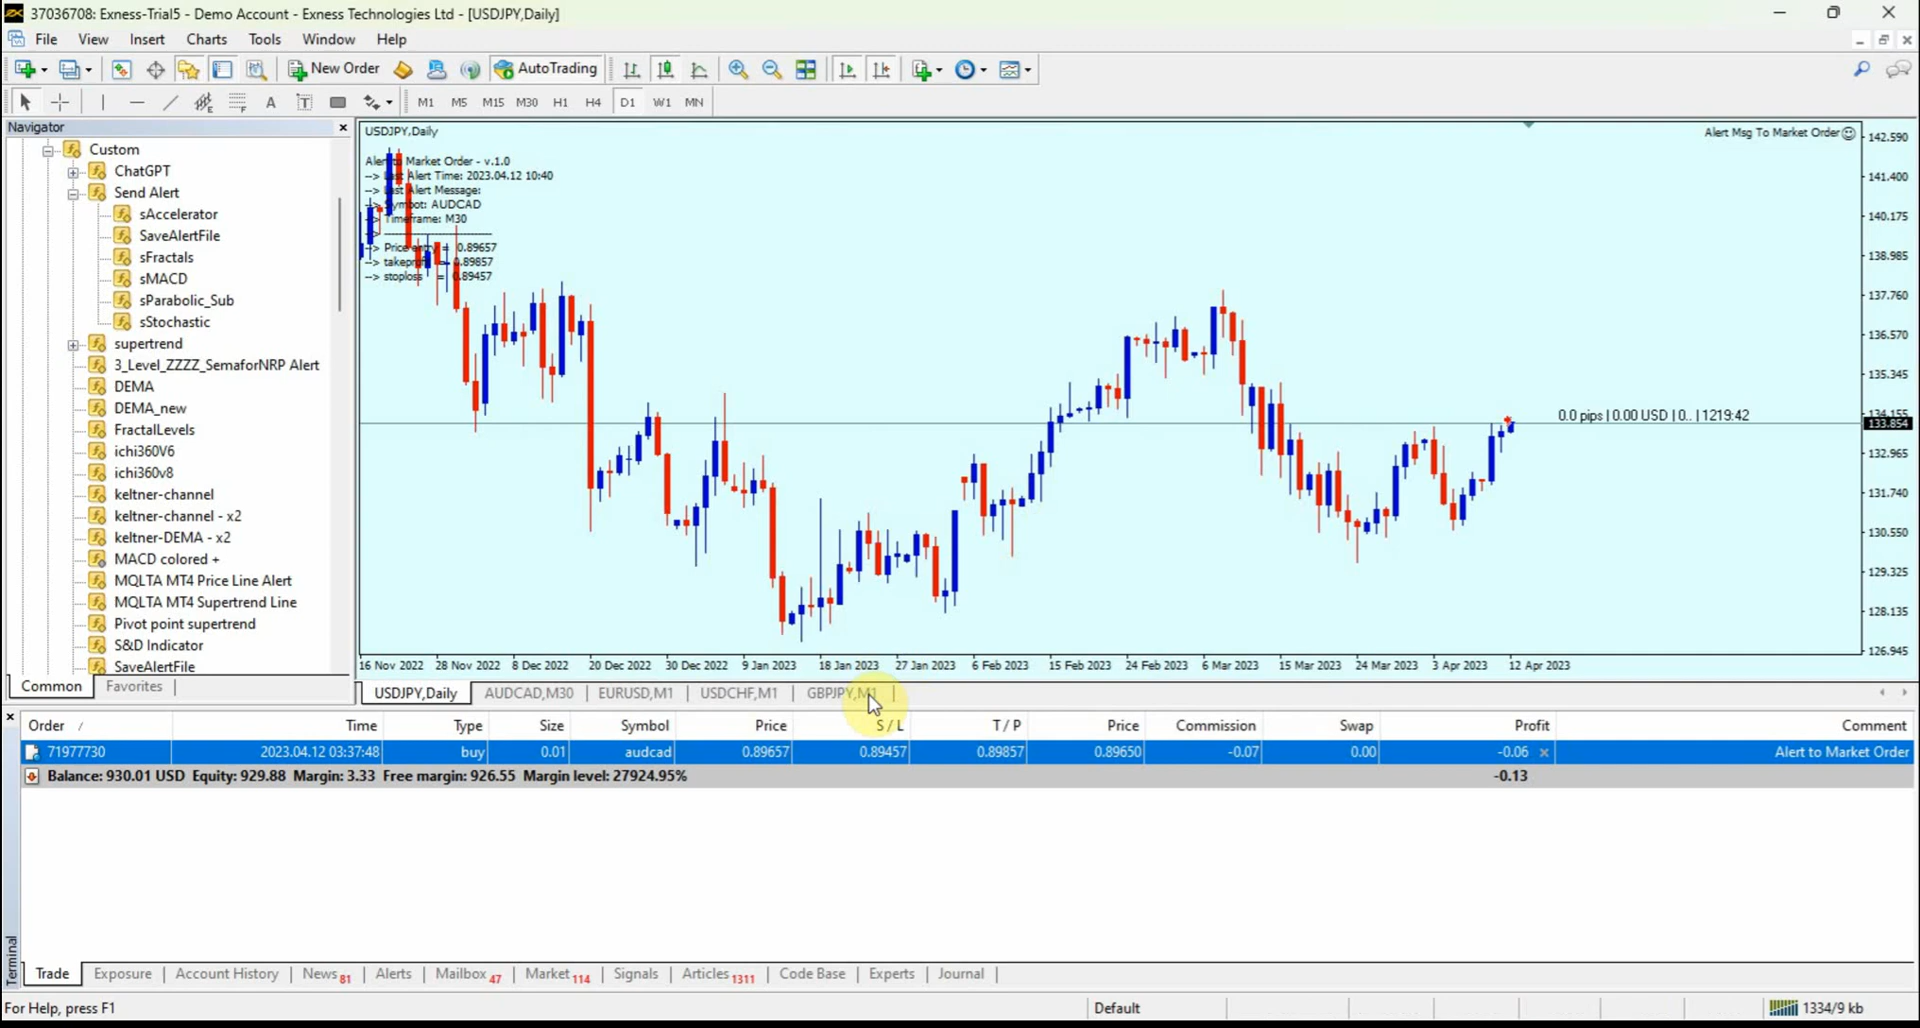 37036708: Exness-Trial5 - Demo Account - Exness Technologies Ltd - [USDJPY,Daily]
File View Insert Charts Tools Window Help
New Order AutoTrading
A T M1 M5 M15 M30 H1 H4 D1 W1 MN
Navigator
Custom
ChatGPT
Send Alert
sAccelerator
SaveAlertFile
sFractals
sMACD
sParabolic_Sub
sStochastic
supertrend
3_Level_ZZZZ_SemaforNRP Alert
DEMA
DEMA_new
FractalLevels
ichi360V6
ichi360v8
keltner-channel
keltner-channel - x2
keltner-DEMA - x2
MACD colored +
MQLTA MT4 Price Line Alert
MQLTA MT4 Supertrend Line
Pivot point supertrend
S&D Indicator
SaveAlertFile
Common Favorites
USDJPY,Daily
Alert Msg To Market Order
Alert to Market Order - v.1.0
--> Last Alert Time: 2023.04.12 10:40
--> Last Alert Message:
--> Symbol: AUDCAD
--> Timeframe: M30
--> Price entry = 0.89657
--> takeprofit = 0.89857
--> stoploss = 0.89457
0.0 pips | 0.00 USD | 0.. | 1219:42
142.590
141.400
140.175
138.985
137.760
136.570
135.345
134.155
133.854
132.965
131.740
130.550
129.325
128.135
126.945
16 Nov 2022 28 Nov 2022 8 Dec 2022 20 Dec 2022 30 Dec 2022 9 Jan 2023 18 Jan 2023 27 Jan 2023 6 Feb 2023 15 Feb 2023 24 Feb 2023 6 Mar 2023 15 Mar 2023 24 Mar 2023 3 Apr 2023 12 Apr 2023
USDJPY,Daily AUDCAD,M30 EURUSD,M1 USDCHF,M1 GBPJPY,M1
Order / Time Type Size Symbol Price S / L T / P Price Commission Swap Profit Comment
71977730 2023.04.12 03:37:48 buy 0.01 audcad 0.89657 0.89457 0.89857 0.89650 -0.07 0.00 -0.06 Alert to Market Order
Balance: 930.01 USD Equity: 929.88 Margin: 3.33 Free margin: 926.55 Margin level: 27924.95% -0.13
Terminal
Trade Exposure Account History News 81 Alerts Mailbox 47 Market 114 Signals Articles 1311 Code Base Experts Journal
For Help, press F1 Default 1334/9 kb